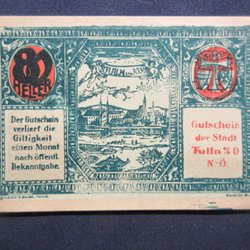 80
HELLER
Der Gutschein
verliert die
Giltigkeit
einen Monat
nach öffentl.
Bekanntgabe.
Gutschein
der Stadt
Tulln a/D
N.-Ö.